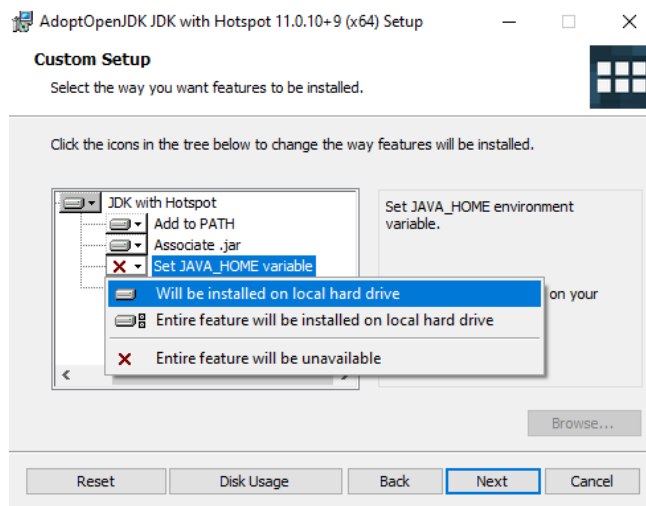 AdoptOpenJDK JDK with Hotspot 11.0.10+9 (x64) Setup
Custom Setup
Select the way you want features to be installed.
Click the icons in the tree below to change the way features will be installed.
JDK with Hotspot
Add to PATH
Associate .jar
Set JAVA_HOME variable
Set JAVA_HOME environment
variable.
Will be installed on local hard drive
on your
Entire feature will be installed on local hard drive
Entire feature will be unavailable
Browse...
Reset
Disk Usage
Back
Next
Cancel